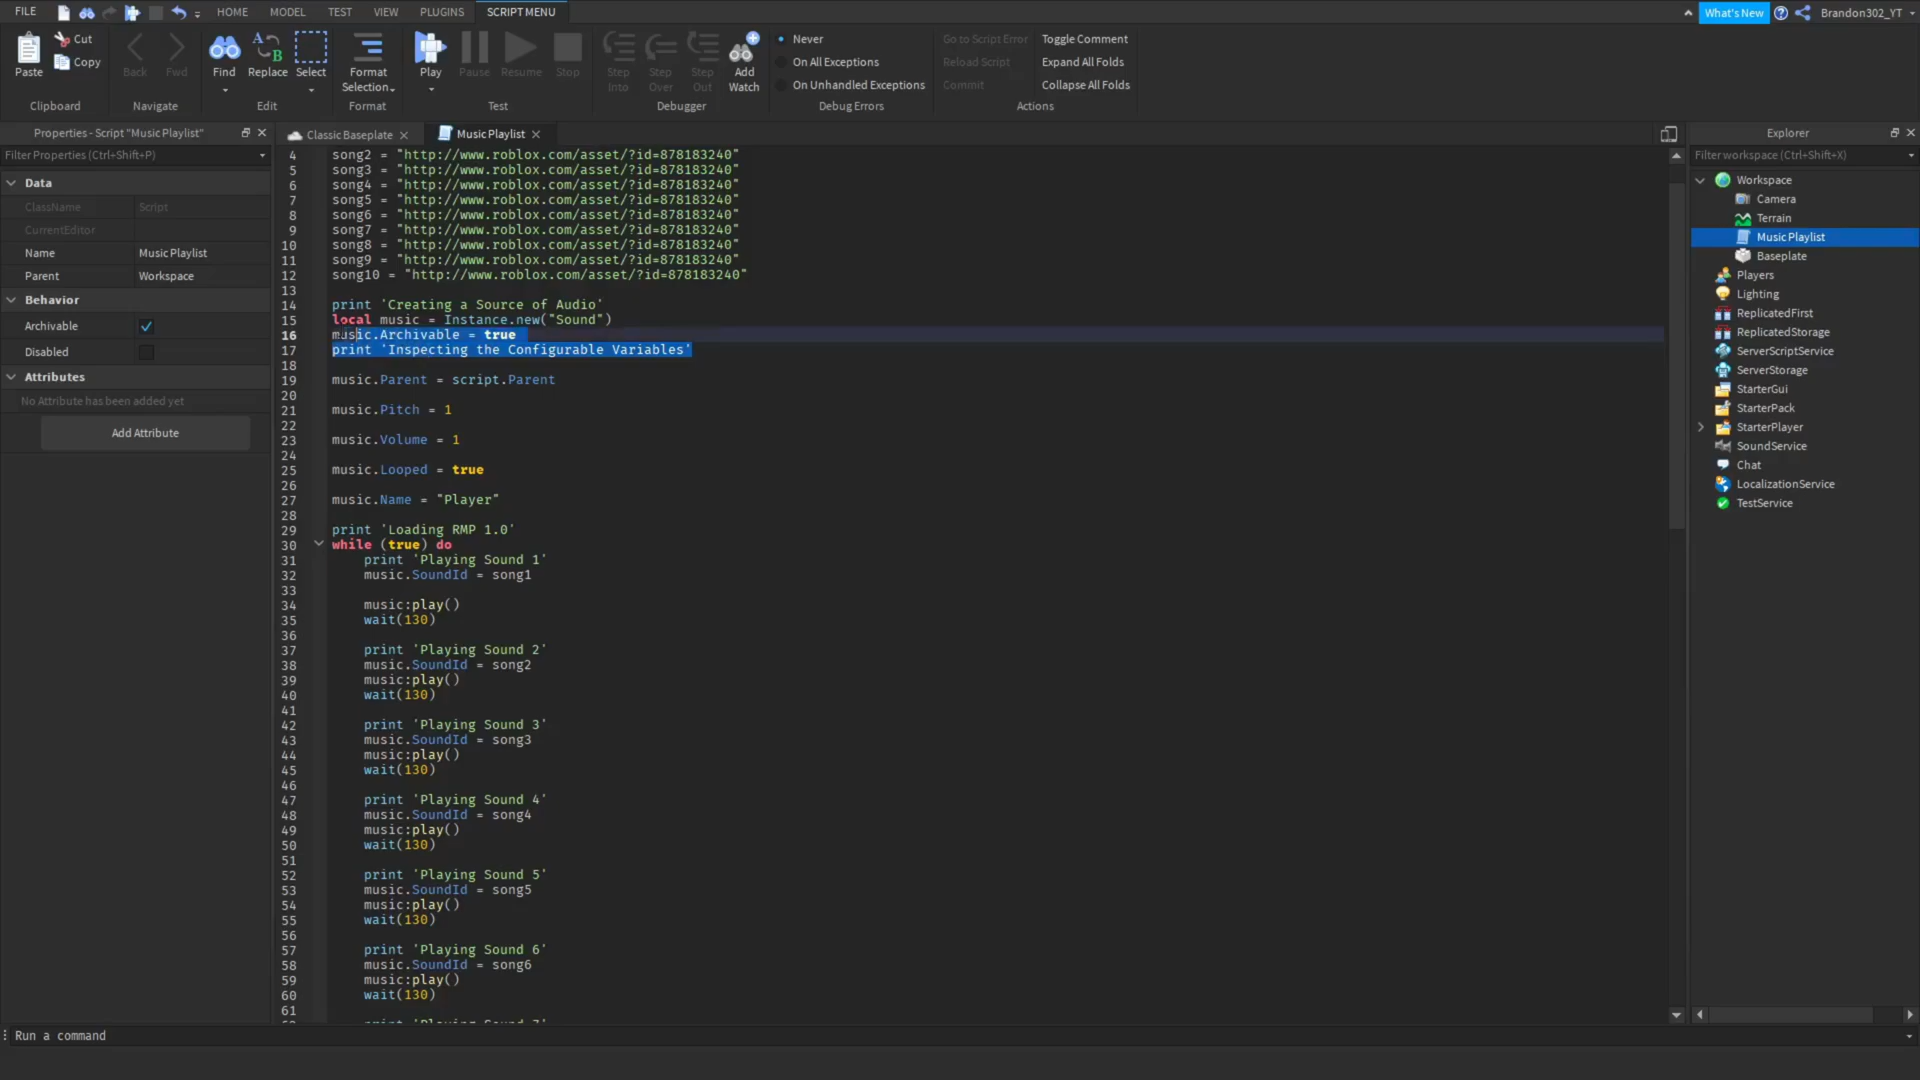 FILE HOME MODEL TEST VIEW PLUGINS SCRIPT MENU What's New Brandon302_YT
Paste Cut Copy Clipboard
Back Fwd Navigate
Find Replace Select Edit
Format Selection Format
Play Pause Resume Stop Test
Step Into Step Over Step Out Add Watch Debugger
Never
On All Exceptions
On Unhandled Exceptions
Debug Errors
Go to Script Error Toggle Comment
Reload Script Expand All Folds
Commit Collapse All Folds
Actions
Properties - Script "Music Playlist"
Filter Properties (Ctrl+Shift+P)
Data
ClassName Script
CurrentEditor
Name Music Playlist
Parent Workspace
Behavior
Archivable
Disabled
Attributes
No Attribute has been added yet
Add Attribute
Classic Baseplate Music Playlist
4 song2 = "http://www.roblox.com/asset/?id=878183240"
5 song3 = "http://www.roblox.com/asset/?id=878183240"
6 song4 = "http://www.roblox.com/asset/?id=878183240"
7 song5 = "http://www.roblox.com/asset/?id=878183240"
8 song6 = "http://www.roblox.com/asset/?id=878183240"
9 song7 = "http://www.roblox.com/asset/?id=878183240"
10 song8 = "http://www.roblox.com/asset/?id=878183240"
11 song9 = "http://www.roblox.com/asset/?id=878183240"
12 song10 = "http://www.roblox.com/asset/?id=878183240"
13
14 print 'Creating a Source of Audio'
15 local music = Instance.new("Sound")
16 music.Archivable = true
17 print 'Inspecting the Configurable Variables'
18
19 music.Parent = script.Parent
20
21 music.Pitch = 1
22
23 music.Volume = 1
24
25 music.Looped = true
26
27 music.Name = "Player"
28
29 print 'Loading RMP 1.0'
30 while (true) do
31 print 'Playing Sound 1'
32 music.SoundId = song1
33
34 music:play()
35 wait(130)
36
37 print 'Playing Sound 2'
38 music.SoundId = song2
39 music:play()
40 wait(130)
41
42 print 'Playing Sound 3'
43 music.SoundId = song3
44 music:play()
45 wait(130)
46
47 print 'Playing Sound 4'
48 music.SoundId = song4
49 music:play()
50 wait(130)
51
52 print 'Playing Sound 5'
53 music.SoundId = song5
54 music:play()
55 wait(130)
56
57 print 'Playing Sound 6'
58 music.SoundId = song6
59 music:play()
60 wait(130)
61
Explorer
Filter workspace (Ctrl+Shift+X)
Workspace
Camera
Terrain
Music Playlist
Baseplate
Players
Lighting
ReplicatedFirst
ReplicatedStorage
ServerScriptService
ServerStorage
StarterGui
StarterPack
StarterPlayer
SoundService
Chat
LocalizationService
TestService
Run a command